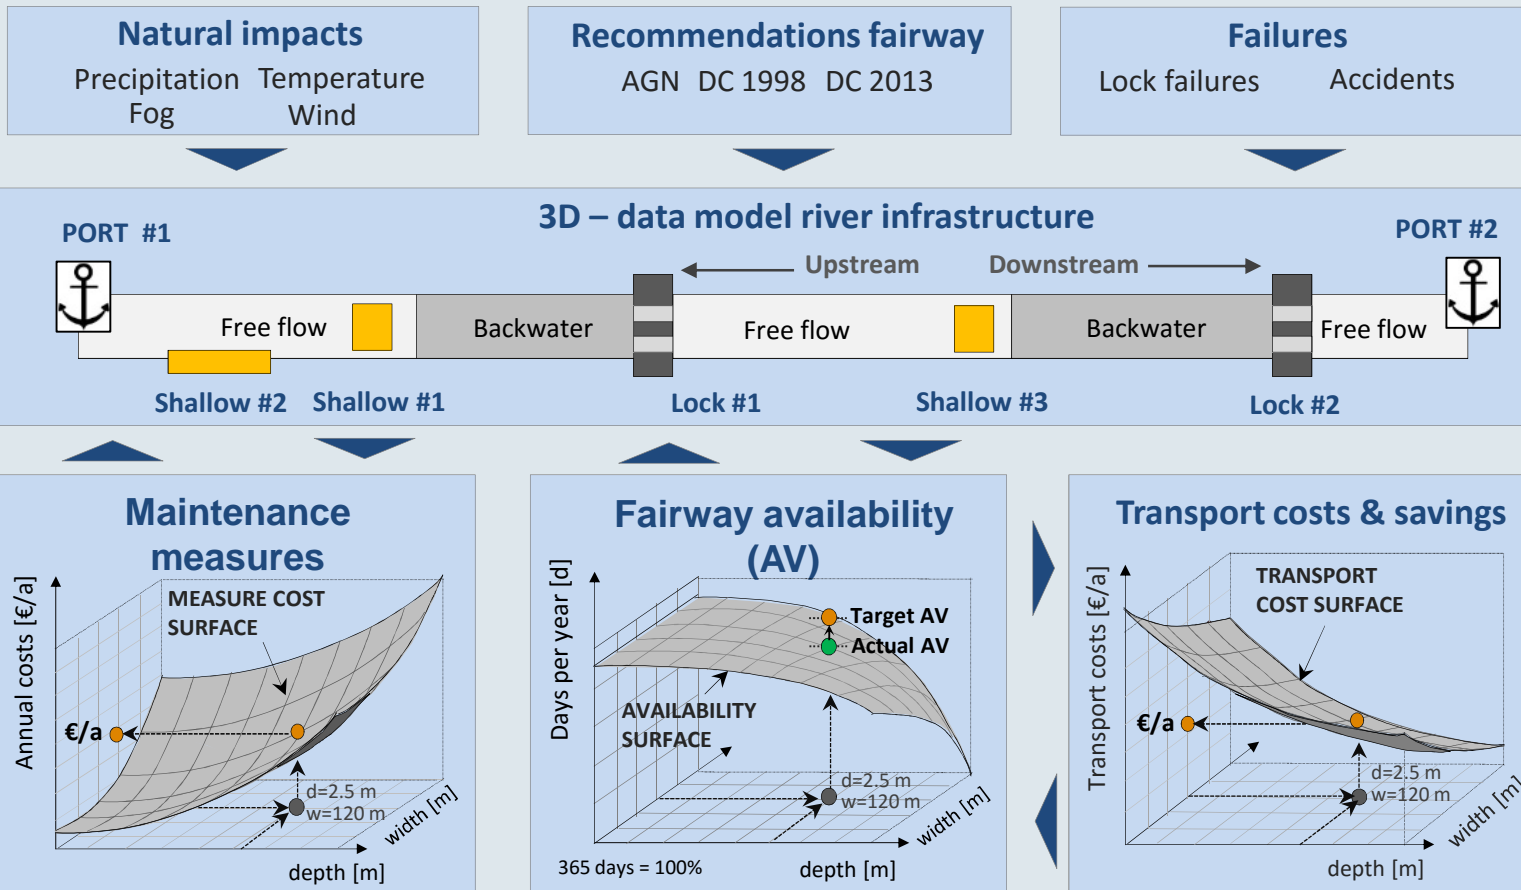 Natural impacts
Precipitation Temperature
Fog Wind
Recommendations fairway
AGN DC 1998 DC 2013
Failures
Lock failures Accidents
3D – data model river infrastructure
PORT #1
PORT #2
Upstream Downstream
Free flow Backwater Free flow Backwater Free flow
Shallow #2 Shallow #1 Lock #1 Shallow #3 Lock #2
Maintenance
measures
Annual costs [€/a]
MEASURE COST
SURFACE
€/a
d=2.5 m
w=120 m
width [m]
depth [m]
Fairway availability
(AV)
Days per year [d]
Target AV
Actual AV
AVAILABILITY
SURFACE
d=2.5 m
w=120 m
width [m]
365 days = 100%
depth [m]
Transport costs & savings
Transport costs [€/a]
TRANSPORT
COST SURFACE
€/a
d=2.5 m
w=120 m
width [m]
depth [m]